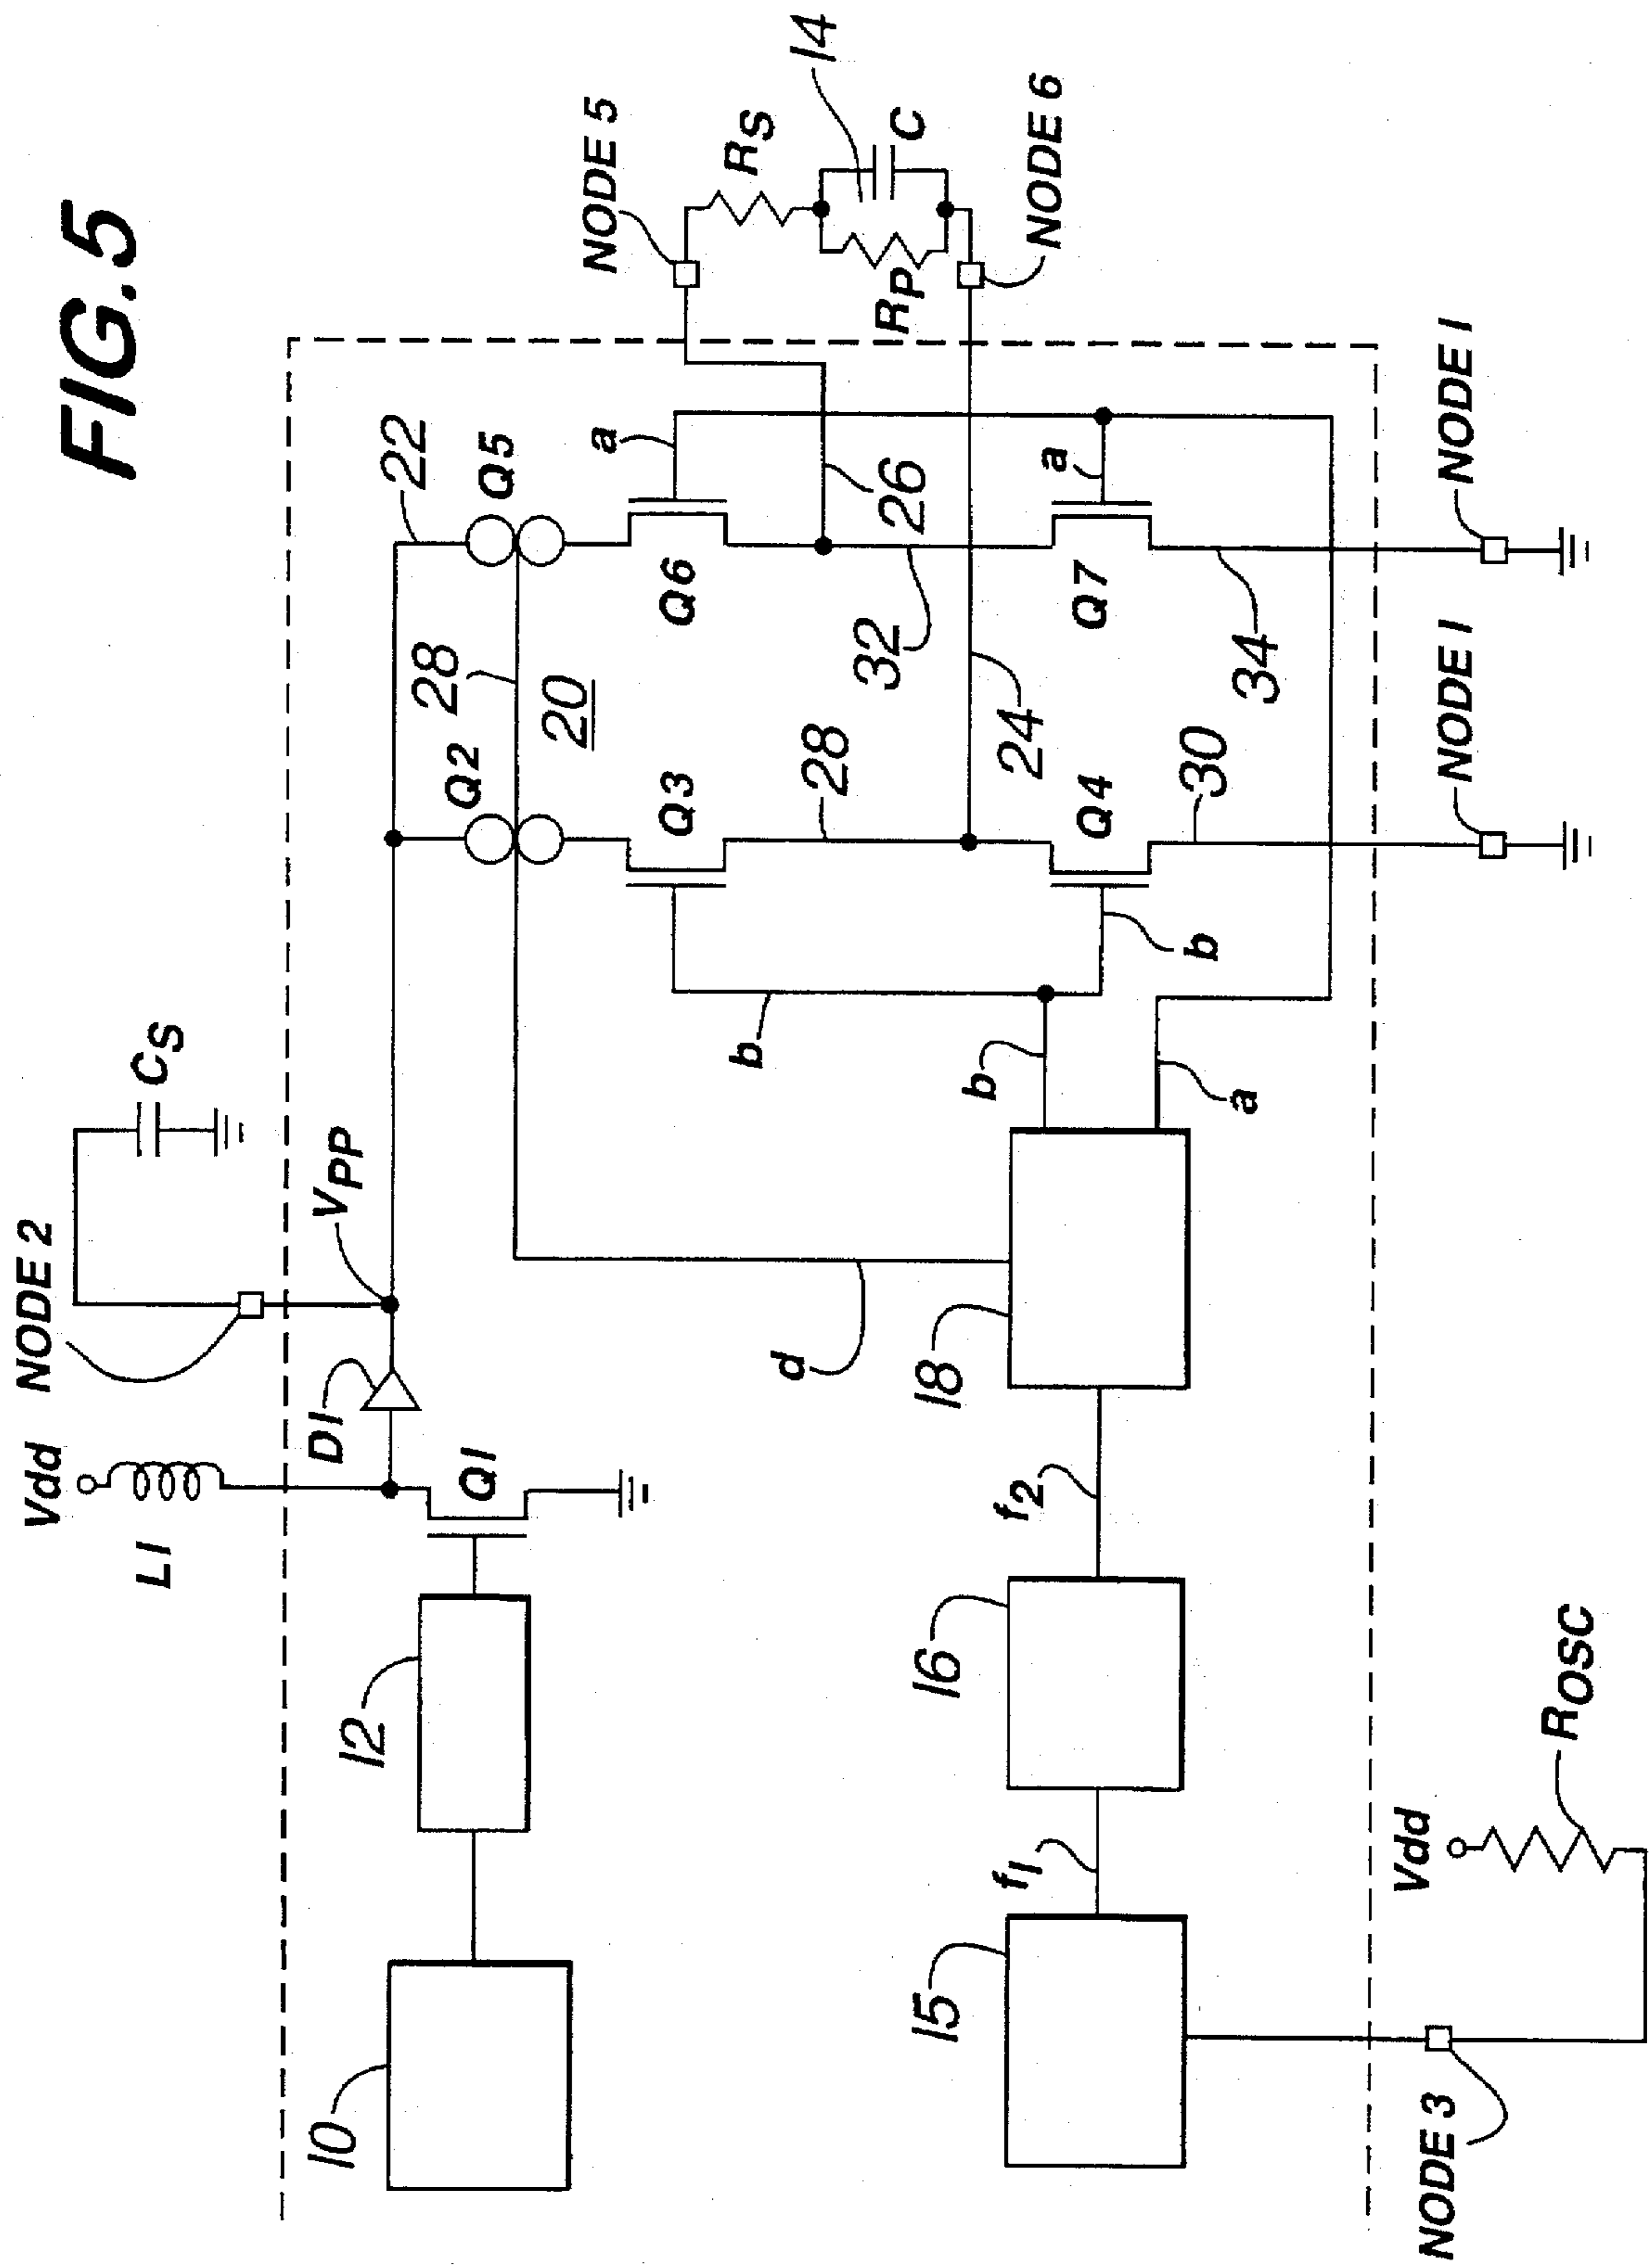 FIG.5
Vdd
NODE 2
CS
L1
D1
VPP
22
Q1
28
Q2
Q5
10
12
20
a
NODE 5
RS
14
C
RP
NODE 6
Q3
Q6
b
28
26
32
d
24
a
Q4
Q7
b
b
30
34
a
15
f1
16
f2
18
NODE 3
Vdd
ROSC
NODE 1
NODE 1